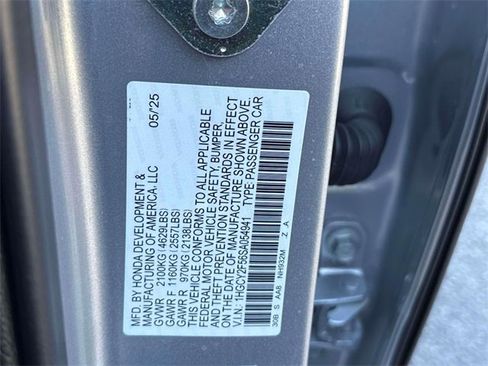 MFD. BY HONDA DEVELOPMENT & 05/25
MANUFACTURING OF AMERICA, LLC
GVWR 2100KG(4629LBS)
GAWR F 1160KG(2557LBS)
GAWR R 970KG(2138LBS)
THIS VEHICLE CONFORMS TO ALL APPLICABLE
FEDERAL MOTOR VEHICLE SAFETY, BUMPER,
AND THEFT PREVENTION STANDARDS IN EFFECT
ON THE DATE OF MANUFACTURE SHOWN ABOVE.
V.I.N.: 1HGCY2F56SA054941 TYPE:PASSENGER CAR
30B S AAB NH932M Z A